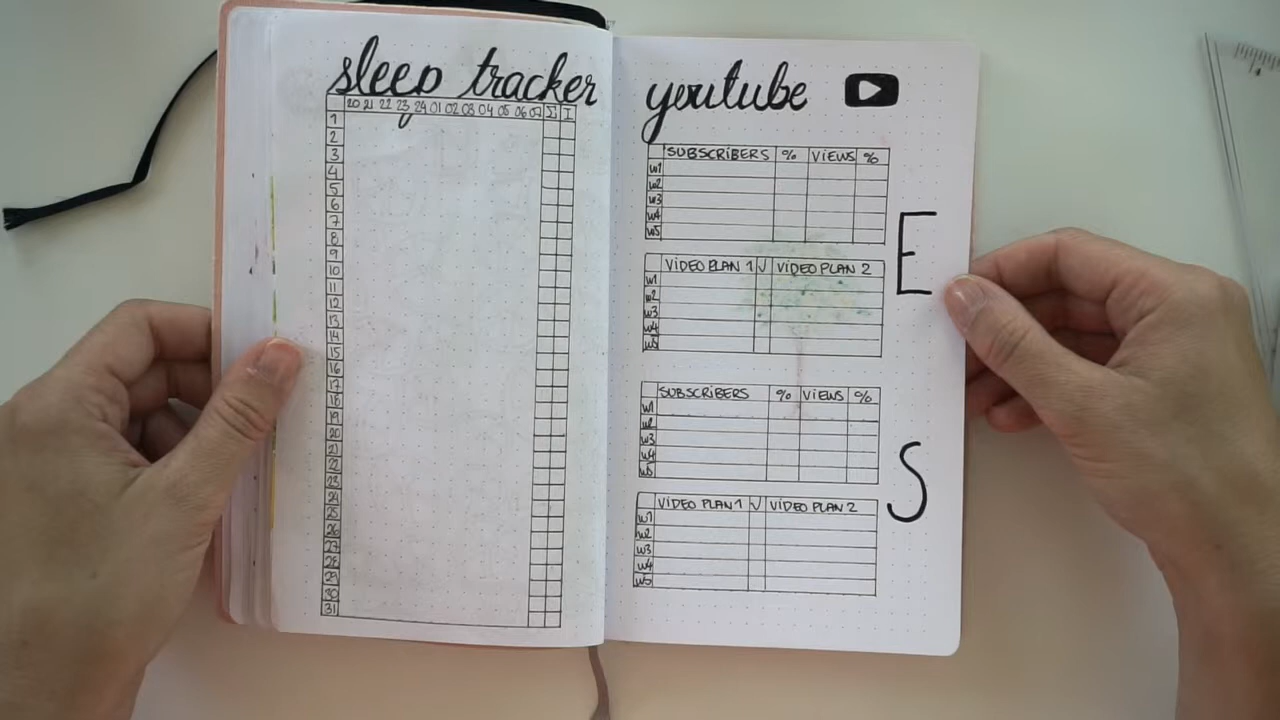 sleep tracker
20 21 22 23 24 01 02 03 04 05 06 07 Σ I
1
2
3
4
5
6
7
8
9
10
11
12
13
14
15
16
17
18
19
20
21
22
23
24
25
26
27
28
29
30
31
youtube
SUBSCRIBERS % VIEWS %
W1
W2
W3
W4
W5
VIDEO PLAN 1 √ VIDEO PLAN 2
W1
W2
W3
W4
W5
E
SUBSCRIBERS % VIEWS %
W1
W2
W3
W4
W5
VIDEO PLAN 1 √ VIDEO PLAN 2
W1
W2
W3
W4
W5
S